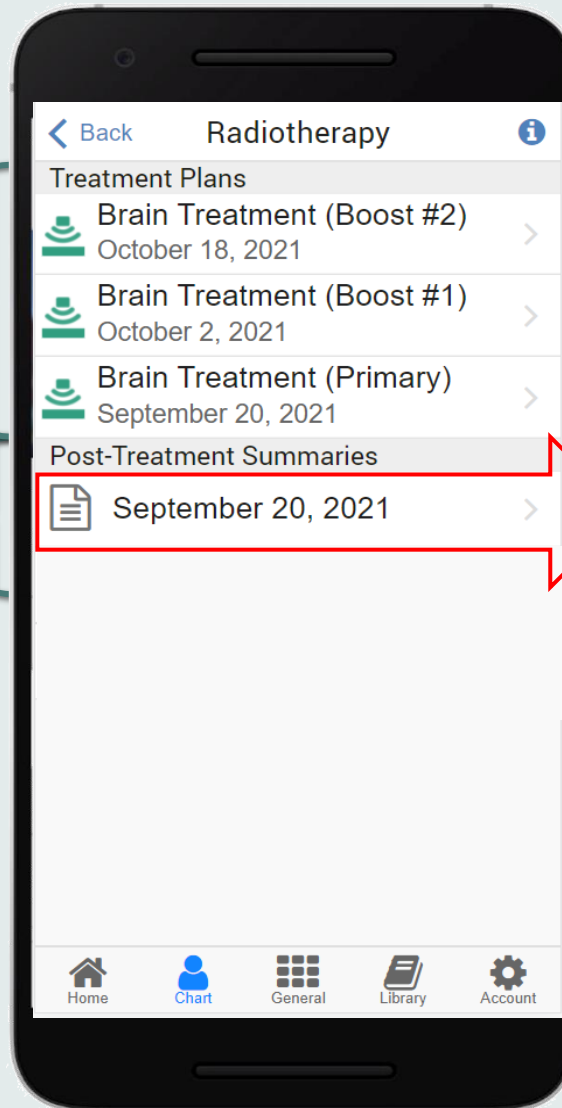 Back Radiotherapy
Treatment Plans
Brain Treatment (Boost #2)
October 18, 2021
Brain Treatment (Boost #1)
October 2, 2021
Brain Treatment (Primary)
September 20, 2021
Post-Treatment Summaries
September 20, 2021
Home Chart General Library Account